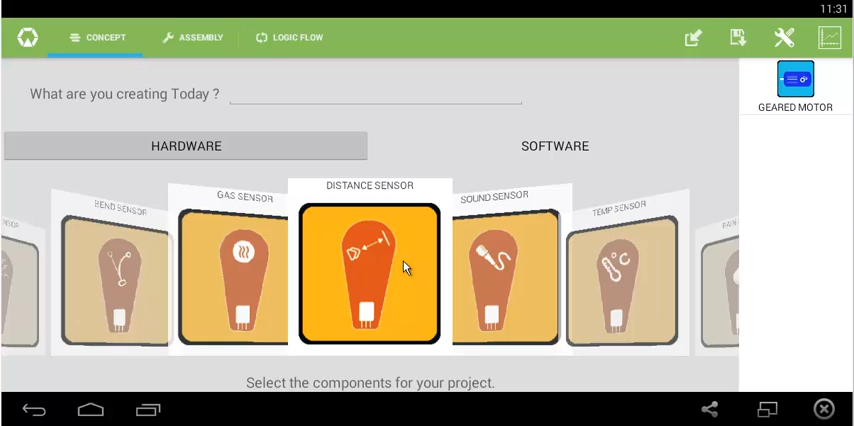 11:31
CONCEPT
ASSEMBLY
LOGIC FLOW
What are you creating Today ?
GEARED MOTOR
HARDWARE
SOFTWARE
BEND SENSOR
GAS SENSOR
DISTANCE SENSOR
SOUND SENSOR
TEMP SENSOR
Select the components for your project.